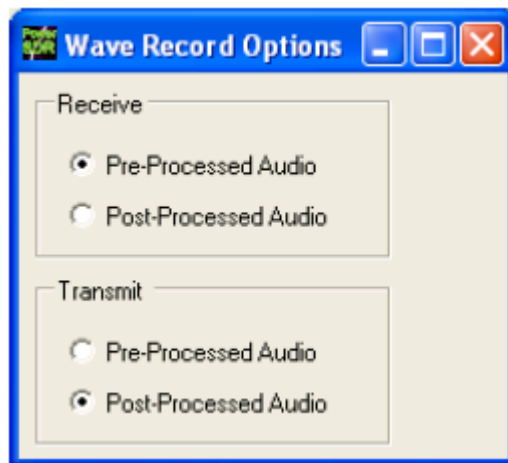 Wave Record Options
Receive
Pre-Processed Audio
Post-Processed Audio
Transmit
Pre-Processed Audio
Post-Processed Audio